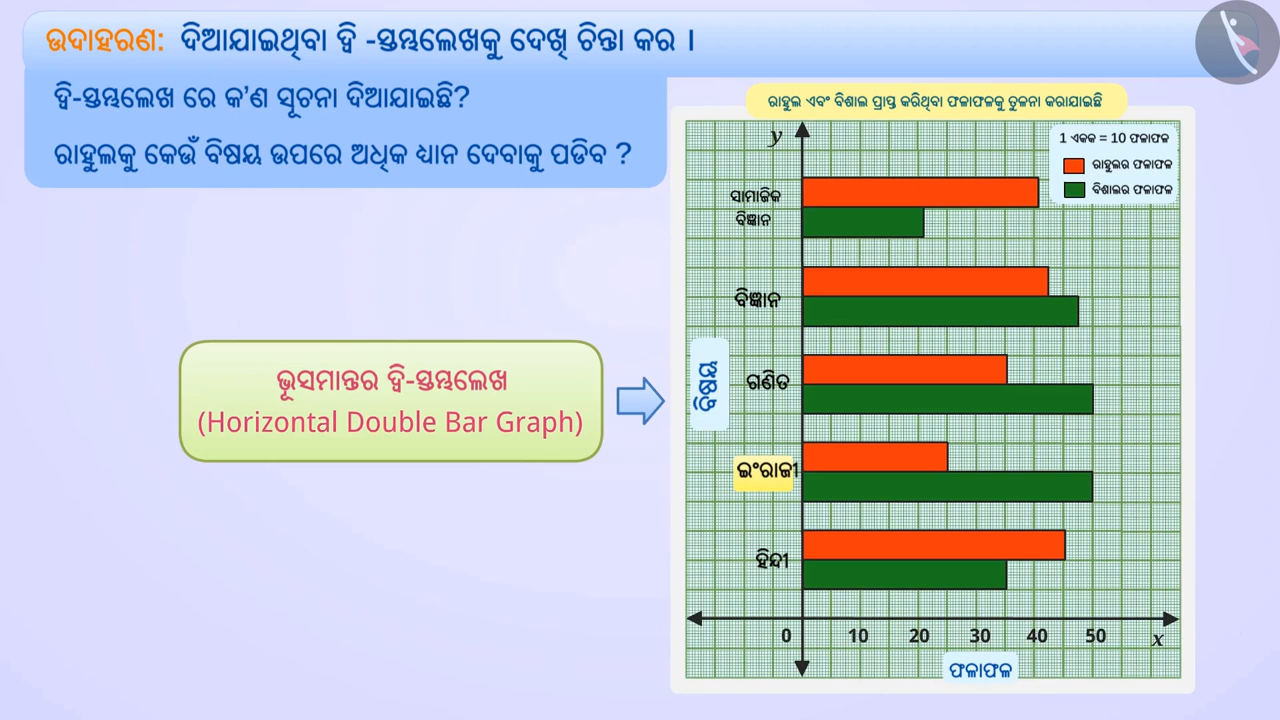 ଉଦାହରଣ: ଦିଆଯାଇଥିବା ଦ୍ୱି -ସ୍ତମ୍ଭଲେଖକୁ ଦେଖି ଚିନ୍ତା କର ।
ଦ୍ୱି-ସ୍ତମ୍ଭଲେଖ ରେ କ'ଣ ସୂଚନା ଦିଆଯାଇଛି?
ରାହୁଲକୁ କେଉଁ ବିଷୟ ଉପରେ ଅଧିକ ଧ୍ୟାନ ଦେବାକୁ ପଡିବ ?
ରାହୁଲ ଏବଂ ବିଶାଲ ପ୍ରାପ୍ତ କରିଥିବା ଫଳାଫଳକୁ ତୁଳନା କରାଯାଇଛି
y
1 ଏକକ = 10 ଫଳାଫଳ
ରାହୁଲର ଫଳାଫଳ
ବିଶାଲର ଫଳାଫଳ
ସାମାଜିକ
ବିଜ୍ଞାନ
ବିଜ୍ଞାନ
ଗଣିତ
ଇଂରାଜୀ
ହିନ୍ଦୀ
ବିଷୟ
0 10 20 30 40 50 x
ଫଳାଫଳ
ଭୂସମାନ୍ତର ଦ୍ୱି-ସ୍ତମ୍ଭଲେଖ
(Horizontal Double Bar Graph)